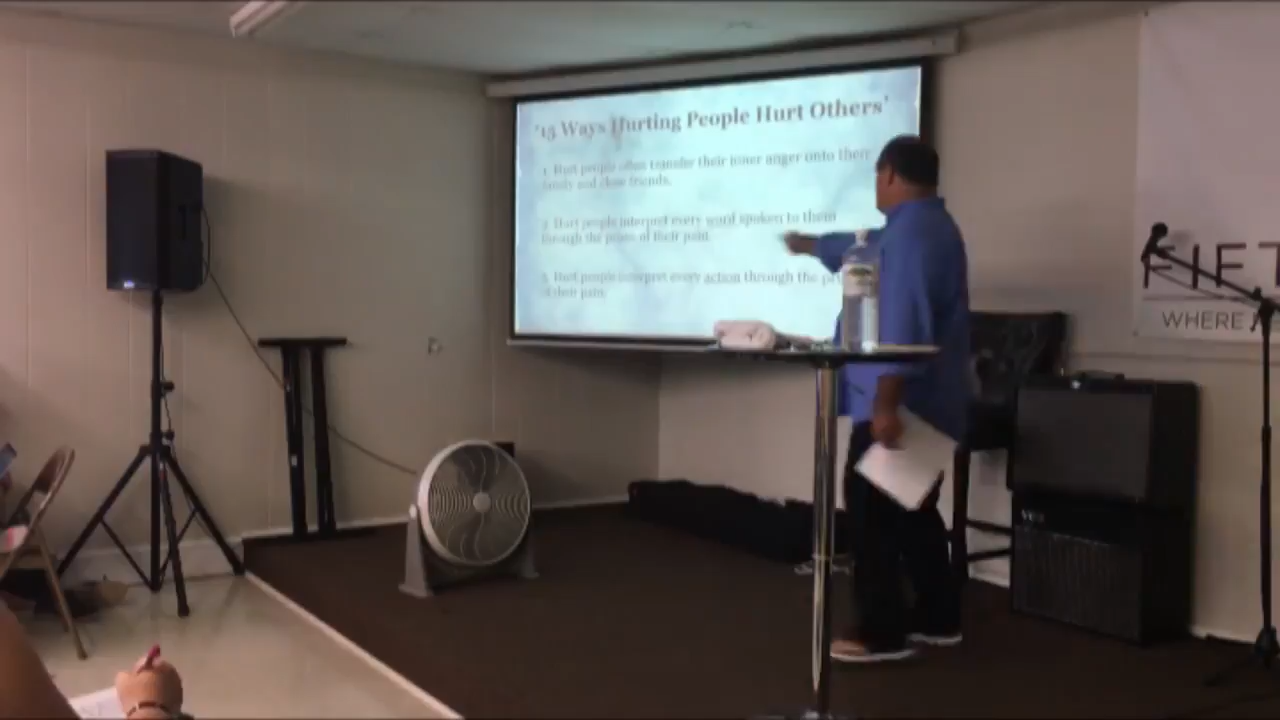 '15 Ways Hurting People Hurt Others'
1. Hurt people often transfer their inner anger onto their
family and close friends.
2. Hurt people interpret every word spoken to them
through the prism of their pain.
3. Hurt people interpret every action through the
of their pain.
FIFT
WHERE